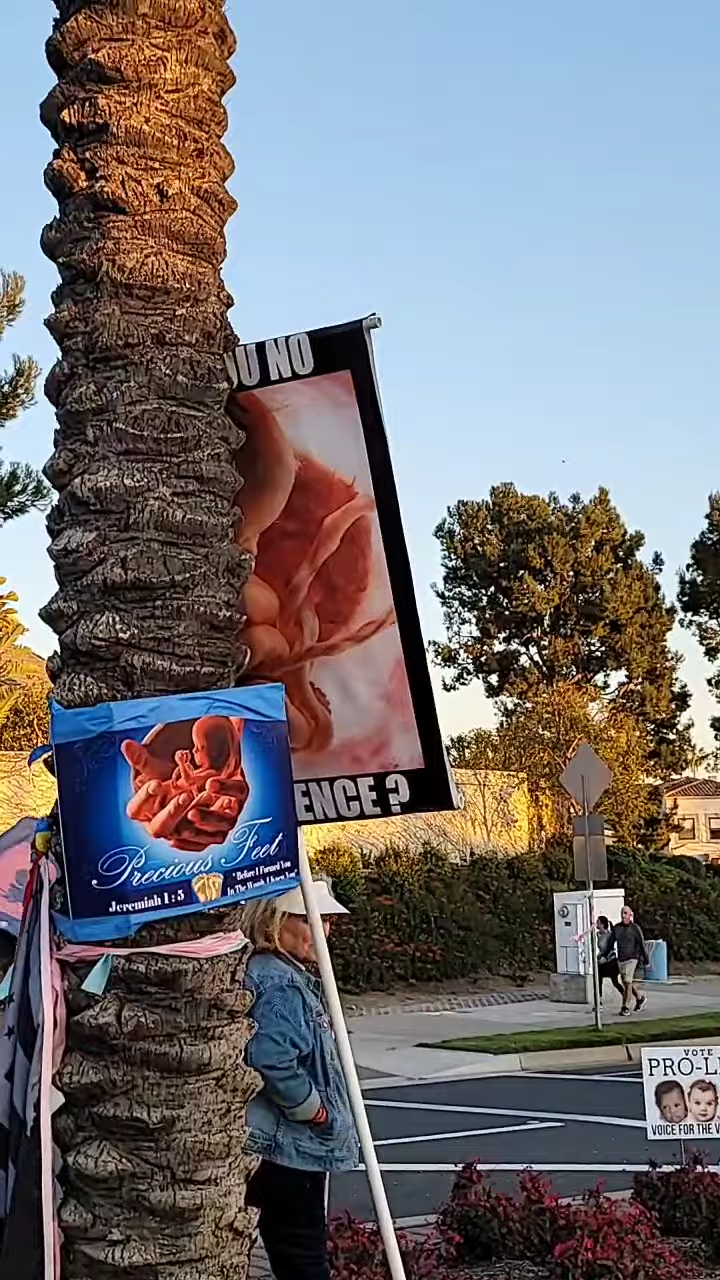 OU NO
ENCE ?
Precious Feet
Jeremiah 1 : 5
"Before I Formed You
In The Womb, I Knew You"
VOTE
PRO-L
VOICE FOR THE V